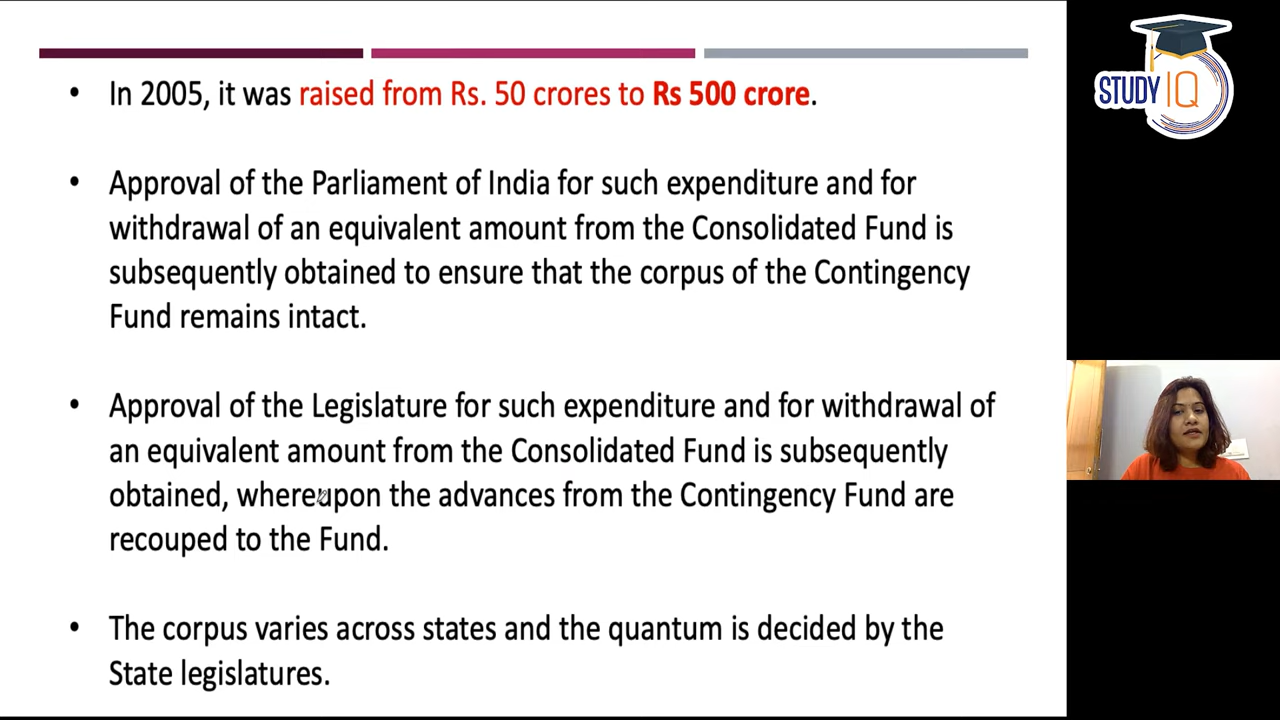 • In 2005, it was raised from Rs. 50 crores to Rs 500 crore.
• Approval of the Parliament of India for such expenditure and for
withdrawal of an equivalent amount from the Consolidated Fund is
subsequently obtained to ensure that the corpus of the Contingency
Fund remains intact.
• Approval of the Legislature for such expenditure and for withdrawal of
an equivalent amount from the Consolidated Fund is subsequently
obtained, whereupon the advances from the Contingency Fund are
recouped to the Fund.
• The corpus varies across states and the quantum is decided by the
State legislatures.
STUDY IQ